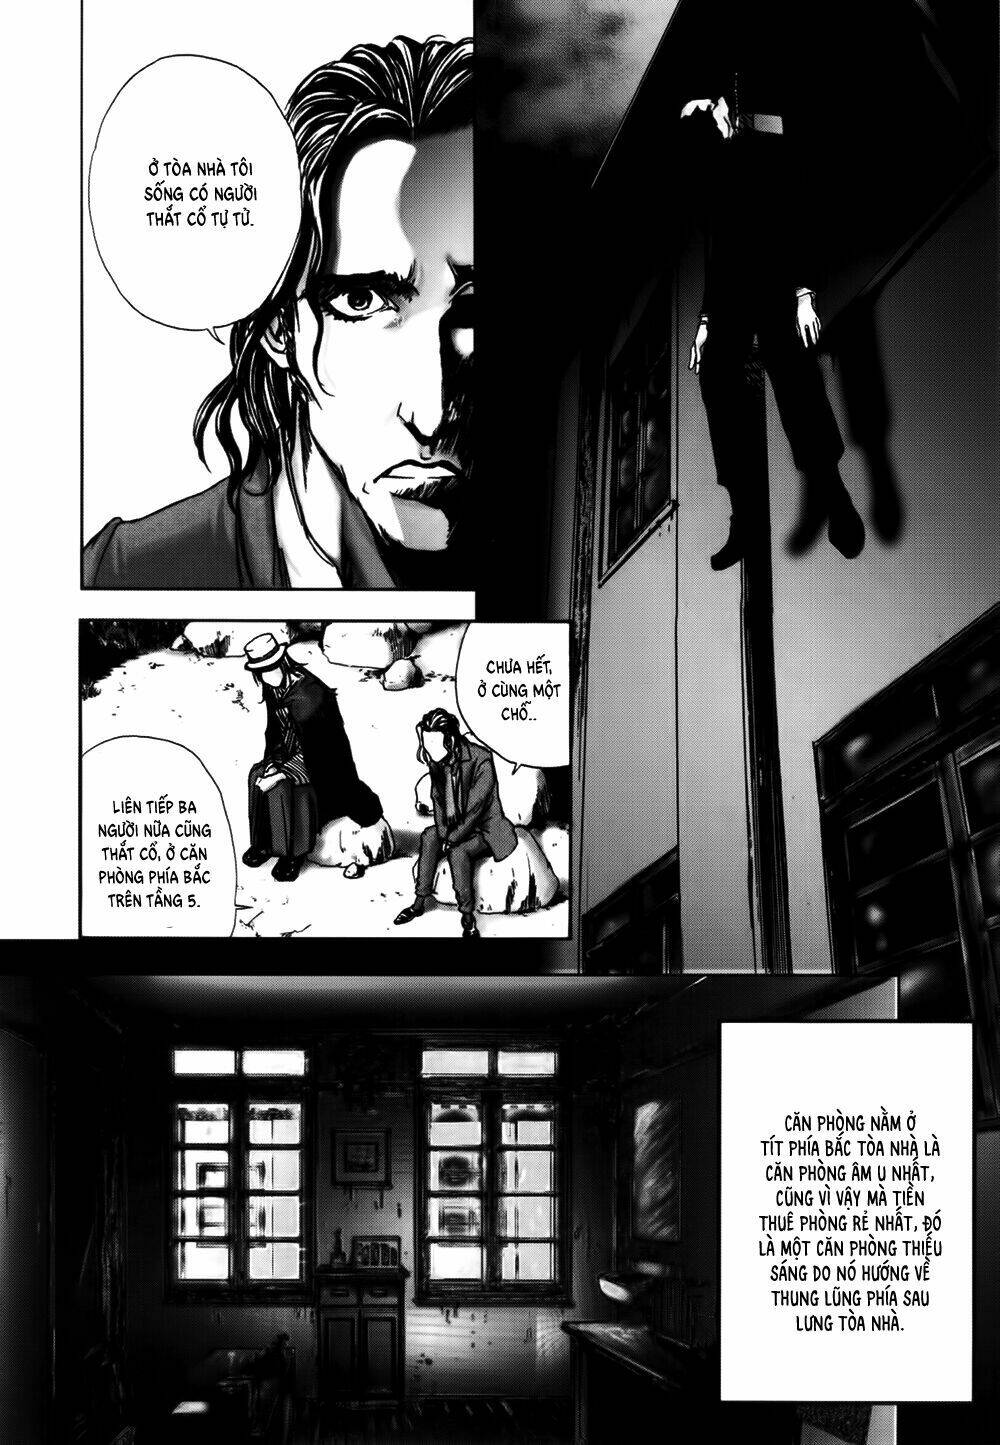 Ở TÒA NHÀ TÔI
SỐNG CÓ NGƯỜI
THẮT CỔ TỰ TỬ.
CHƯA HẾT,
Ở CÙNG MỘT
CHỖ..
LIÊN TIẾP BA
NGƯỜI NỮA CŨNG
THẮT CỔ, Ở CĂN
PHÒNG PHÍA BẮC
TRÊN TẦNG 5.
CĂN PHÒNG NẰM Ở
TÍT PHÍA BẮC TÒA NHÀ LÀ
CĂN PHÒNG ÂM U NHẤT,
CŨNG VÌ VẬY MÀ TIỀN
THUÊ PHÒNG RẺ NHẤT, ĐÓ
LÀ MỘT CĂN PHÒNG THIẾU
SÁNG DO NÓ HƯỚNG VỀ
THUNG LŨNG PHÍA SAU
LƯNG TÒA NHÀ.